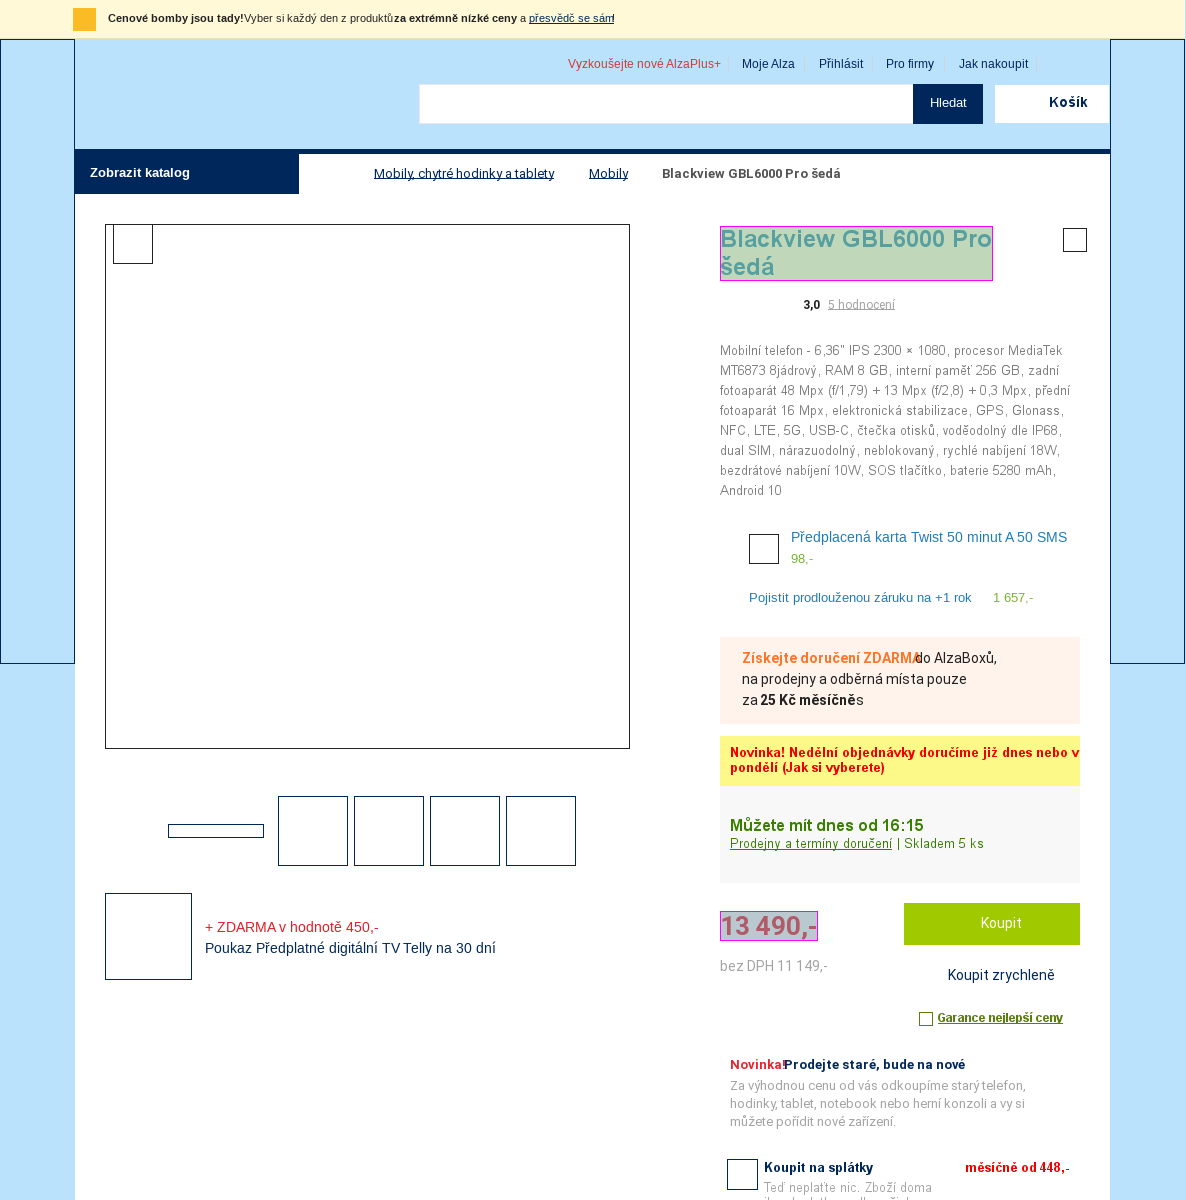 Cenové bomby jsou tady! Vyber si každý den z produktů za extrémně nízké ceny a přesvědč se sám!
Vyzkoušejte nové AlzaPlus+ Moje Alza Přihlásit Pro firmy Jak nakoupit
Hledat Košík
Zobrazit katalog Mobily, chytré hodinky a tablety Mobily Blackview GBL6000 Pro šedá
Blackview GBL6000 Pro
šedá
3,0 5 hodnocení
Mobilní telefon - 6,36" IPS 2300 × 1080, procesor MediaTek
MT6873 8jádrový, RAM 8 GB, interní paměť 256 GB, zadní
fotoaparát 48 Mpx (f/1,79) + 13 Mpx (f/2,8) + 0,3 Mpx, přední
fotoaparát 16 Mpx, elektronická stabilizace, GPS, Glonass,
NFC, LTE, 5G, USB-C, čtečka otisků, voděodolný dle IP68,
dual SIM, nárazuodolný, neblokovaný, rychlé nabíjení 18W,
bezdrátové nabíjení 10W, SOS tlačítko, baterie 5280 mAh,
Android 10
Předplacená karta Twist 50 minut A 50 SMS
98,-
Pojistit prodlouženou záruku na +1 rok 1 657,-
Získejte doručení ZDARMA do AlzaBoxů,
na prodejny a odběrná místa pouze
za 25 Kč měsíčně s
Novinka! Nedělní objednávky doručíme již dnes nebo v
pondělí (Jak si vyberete)
Můžete mít dnes od 16:15
Prodejny a termíny doručení | Skladem 5 ks
+ ZDARMA v hodnotě 450,-
Poukaz Předplatné digitální TV Telly na 30 dní
13 490,- Koupit
bez DPH 11 149,-
Koupit zrychleně
Garance nejlepší ceny
Novinka! Prodejte staré, bude na nové
Za výhodnou cenu od vás odkoupíme starý telefon,
hodinky, tablet, notebook nebo herní konzoli a vy si
můžete pořídit nové zařízení.
Koupit na splátky měsíčně od 448,-
Teď neplaťte nic. Zboží doma